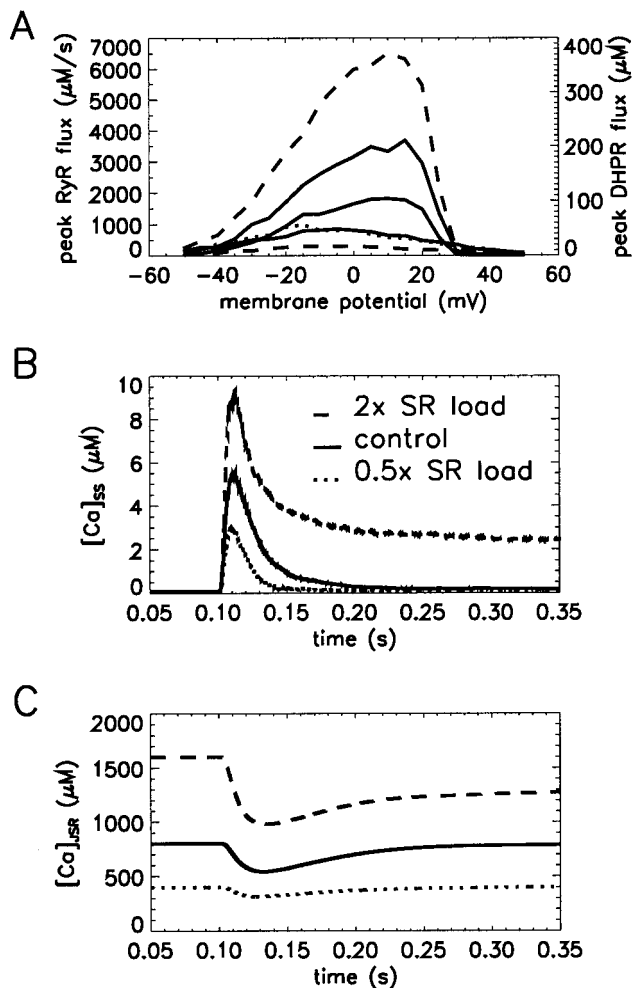 A
peak RyR flux (μM/s)
7000
6000
5000
4000
3000
2000
1000
0
400
300
200
100
0
peak DHPR flux (μM)
−60 −40 −20 0 20 40 60
membrane potential (mV)
B
[Ca]SS (μM)
10
8
6
4
2
0
2x SR load
control
0.5x SR load
0.05 0.10 0.15 0.20 0.25 0.30 0.35
time (s)
C
[Ca]JSR (μM)
2000
1500
1000
500
0
0.05 0.10 0.15 0.20 0.25 0.30 0.35
time (s)